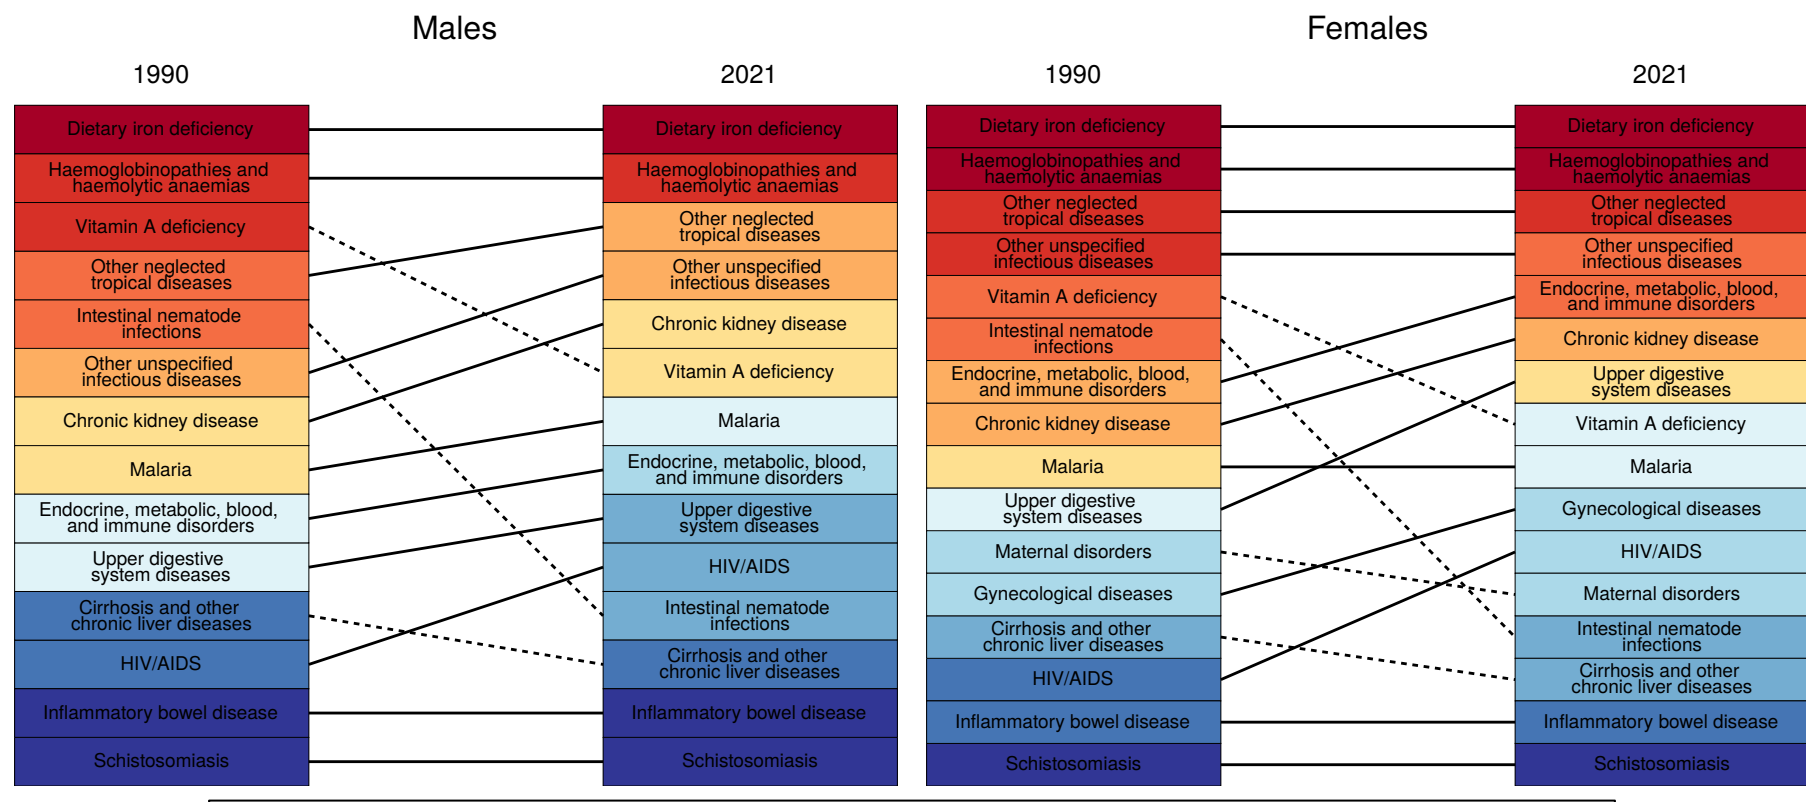 Males
1990
2021
Dietary iron deficiency
Haemoglobinopathies and
haemolytic anaemias
Vitamin A deficiency
Other neglected
tropical diseases
Intestinal nematode
infections
Other unspecified
infectious diseases
Chronic kidney disease
Malaria
Endocrine, metabolic, blood,
and immune disorders
Upper digestive
system diseases
Cirrhosis and other
chronic liver diseases
HIV/AIDS
Inflammatory bowel disease
Schistosomiasis
Dietary iron deficiency
Haemoglobinopathies and
haemolytic anaemias
Other neglected
tropical diseases
Other unspecified
infectious diseases
Chronic kidney disease
Vitamin A deficiency
Malaria
Endocrine, metabolic, blood,
and immune disorders
Upper digestive
system diseases
HIV/AIDS
Intestinal nematode
infections
Cirrhosis and other
chronic liver diseases
Inflammatory bowel disease
Schistosomiasis
Females
1990
2021
Dietary iron deficiency
Haemoglobinopathies and
haemolytic anaemias
Other neglected
tropical diseases
Other unspecified
infectious diseases
Vitamin A deficiency
Intestinal nematode
infections
Endocrine, metabolic, blood,
and immune disorders
Chronic kidney disease
Malaria
Upper digestive
system diseases
Maternal disorders
Gynecological diseases
Cirrhosis and other
chronic liver diseases
HIV/AIDS
Inflammatory bowel disease
Schistosomiasis
Dietary iron deficiency
Haemoglobinopathies and
haemolytic anaemias
Other neglected
tropical diseases
Other unspecified
infectious diseases
Endocrine, metabolic, blood,
and immune disorders
Chronic kidney disease
Upper digestive
system diseases
Vitamin A deficiency
Malaria
Gynecological diseases
HIV/AIDS
Maternal disorders
Intestinal nematode
infections
Cirrhosis and other
chronic liver diseases
Inflammatory bowel disease
Schistosomiasis